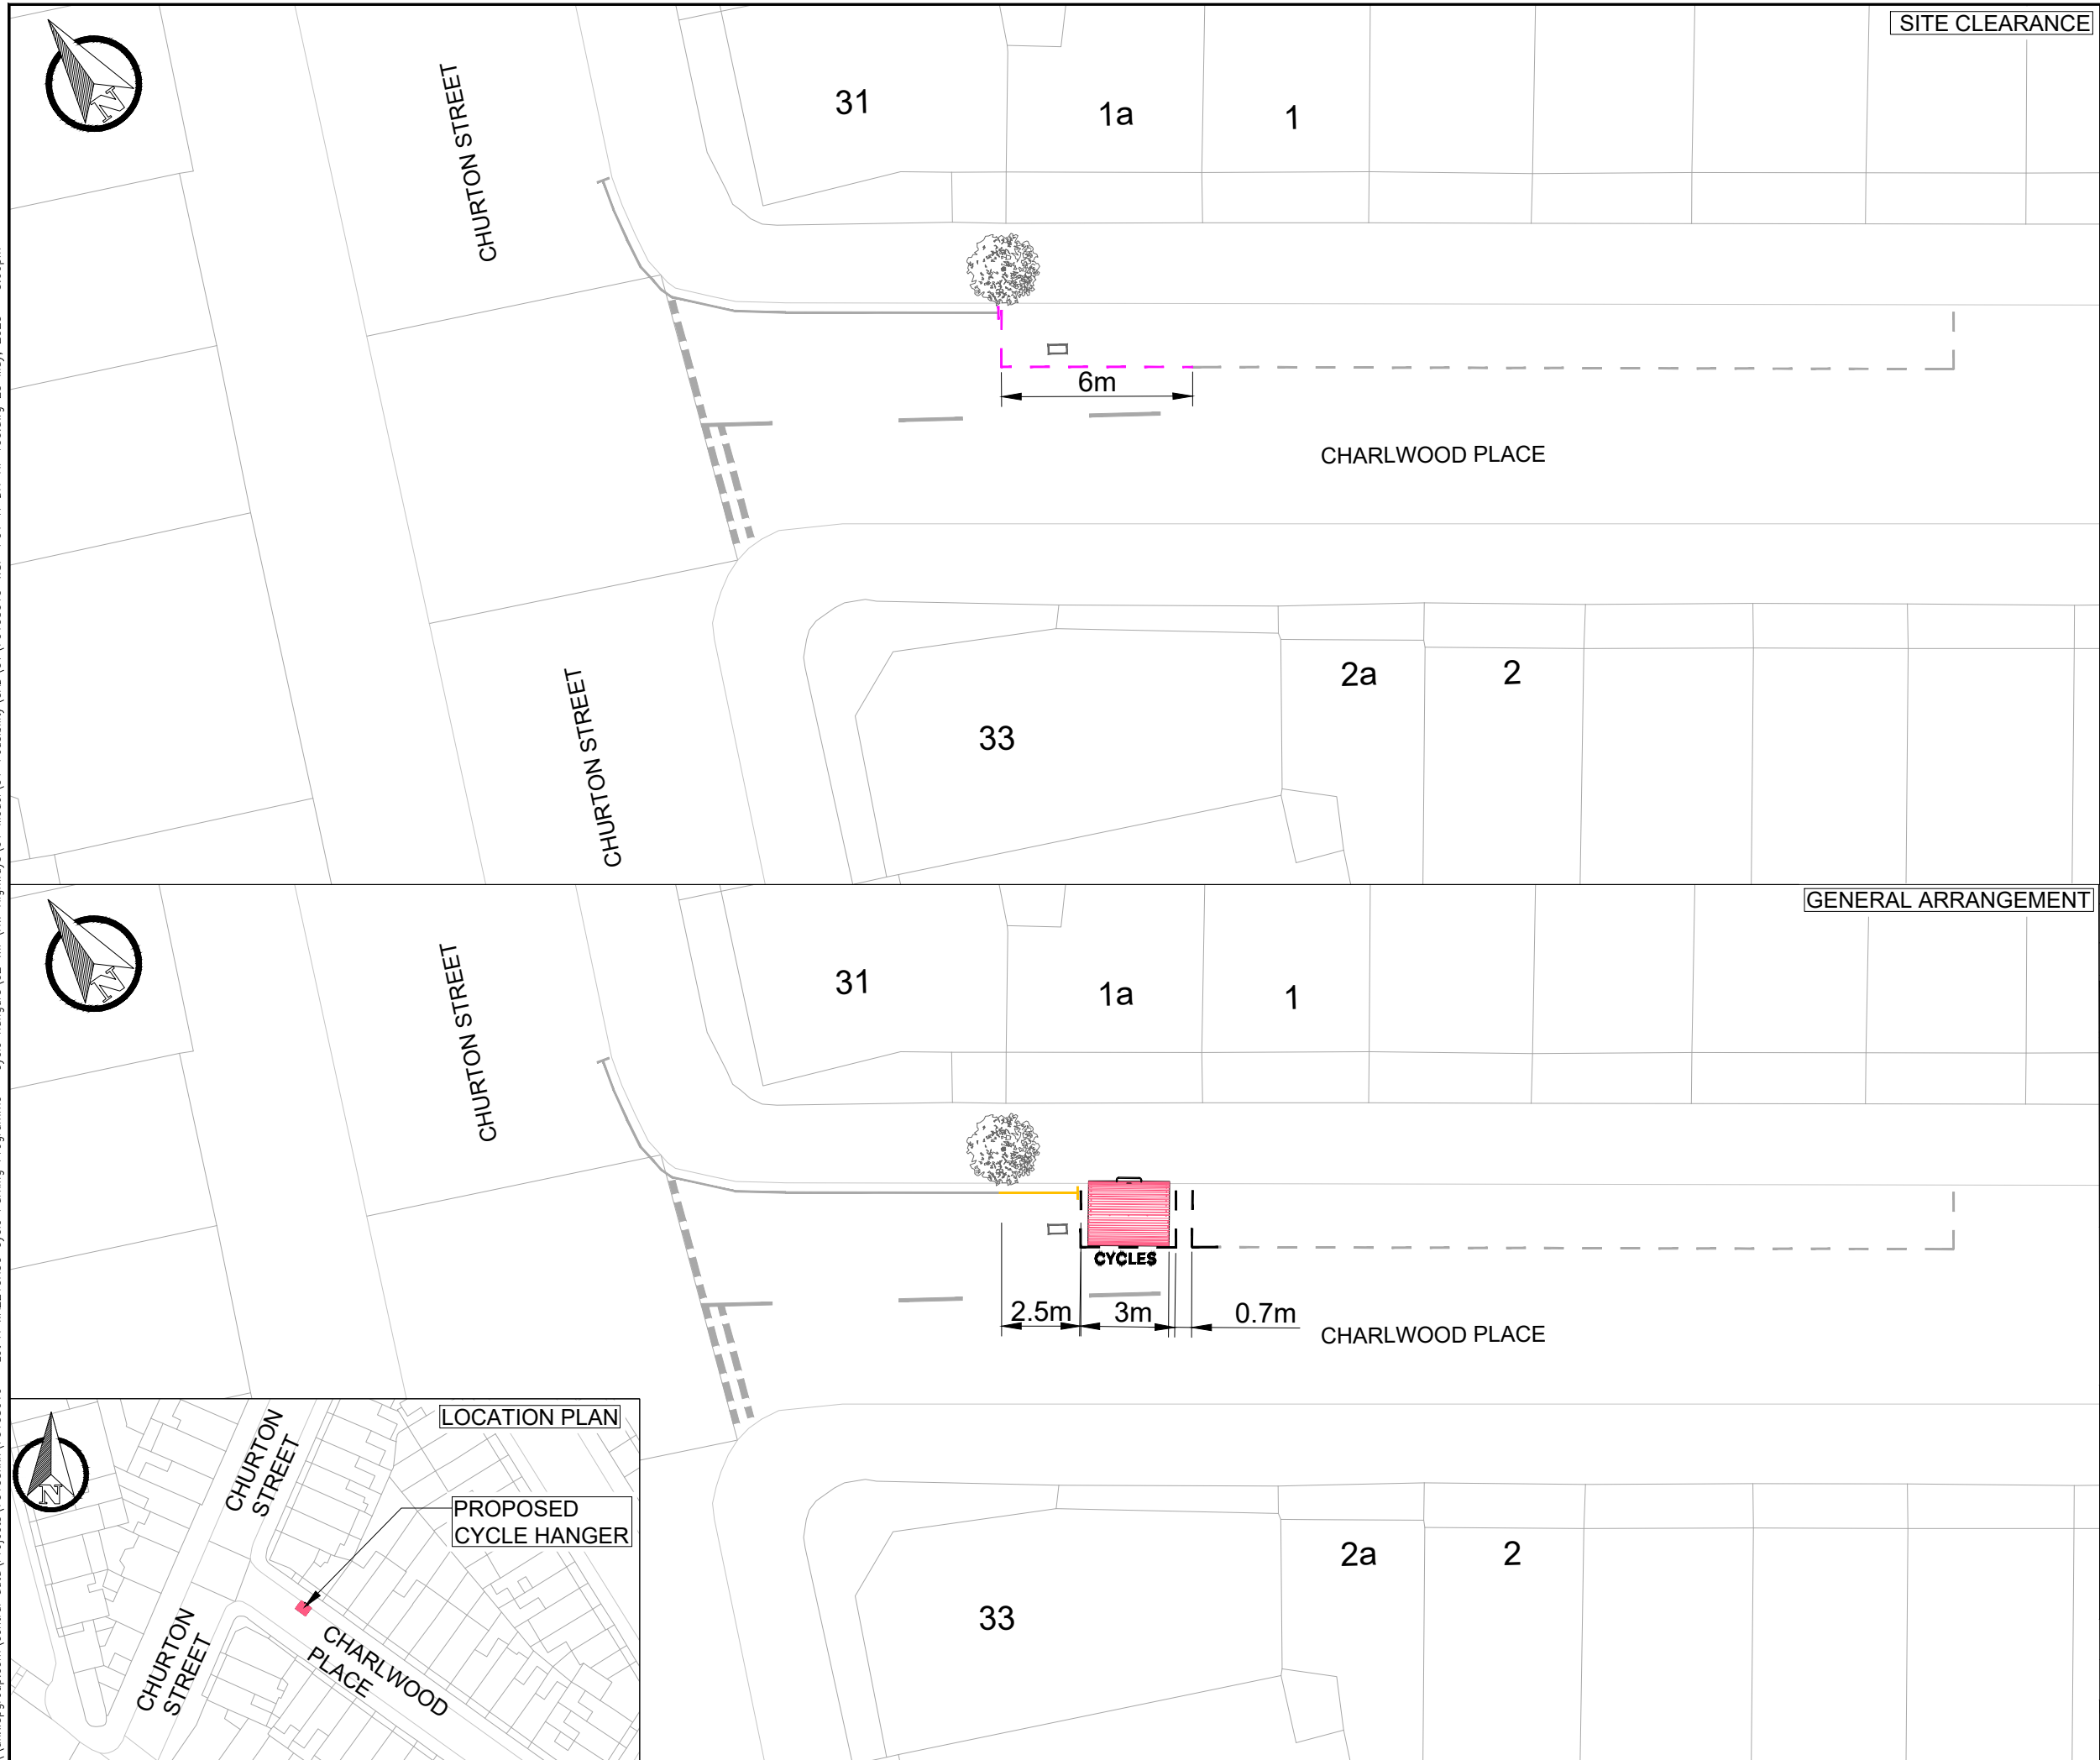 SITE CLEARANCE
N
CHURTON STREET
31
1a
1
6m
CHARLWOOD PLACE
CHURTON STREET
33
2a
2
GENERAL ARRANGEMENT
N
CHURTON STREET
31
1a
1
CYCLES
2.5m
3m
0.7m
CHARLWOOD PLACE
33
2a
2
LOCATION PLAN
N
CHURTON
STREET
PROPOSED
CYCLE HANGER
CHURTON
STREET
CHARLWOOD
PLACE